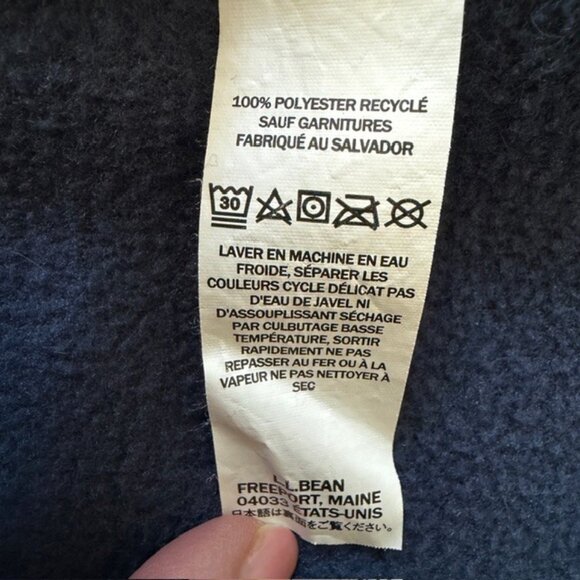 100% POLYESTER RECYCLÉ
SAUF GARNITURES
FABRIQUÉ AU SALVADOR
30
LAVER EN MACHINE EN EAU
FROIDE, SÉPARER LES
COULEURS CYCLE DÉLICAT PAS
D'EAU DE JAVEL NI
D'ASSOUPLISSANT SÉCHAGE
PAR CULBUTAGE BASSE
TEMPÉRATURE, SORTIR
RAPIDEMENT NE PAS
REPASSER AU FER OU À LA
VAPEUR NE PAS NETTOYER À
SEC
L.L.BEAN
FREEPORT, MAINE
04033 ÉTATS-UNIS
日本語は裏面をご覧ください。